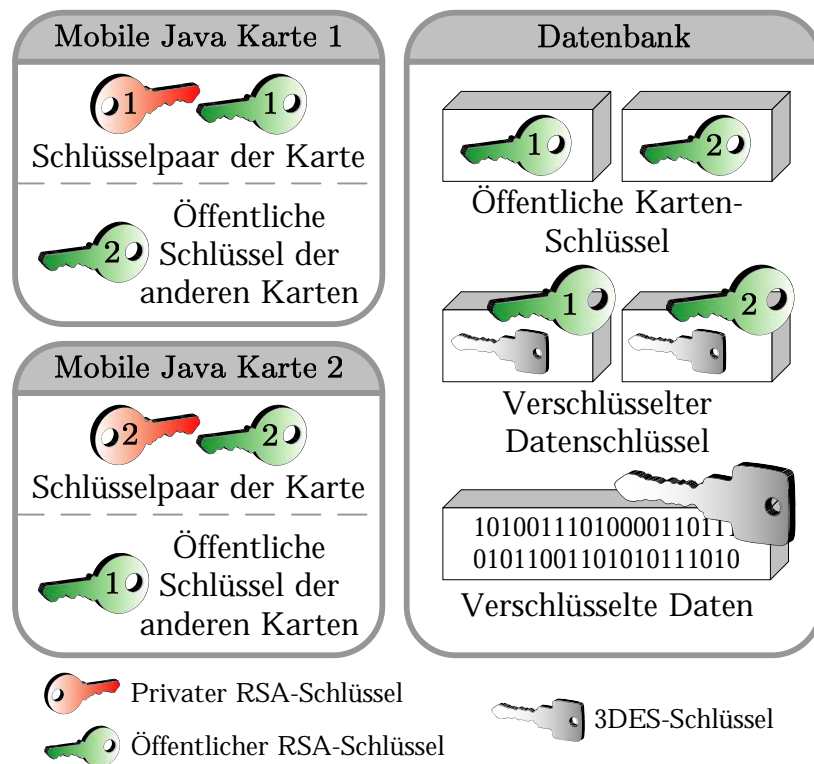 Mobile Java Karte 1
1 1
Schlüsselpaar der Karte
2
Öffentliche
Schlüssel der
anderen Karten
Mobile Java Karte 2
2 2
Schlüsselpaar der Karte
1
Öffentliche
Schlüssel der
anderen Karten
Datenbank
1 2
Öffentliche Karten-
Schlüssel
1 2
Verschlüsselter
Datenschlüssel
10100111010000110111
01011001101010111010
Verschlüsselte Daten
Privater RSA-Schlüssel
Öffentlicher RSA-Schlüssel
3DES-Schlüssel